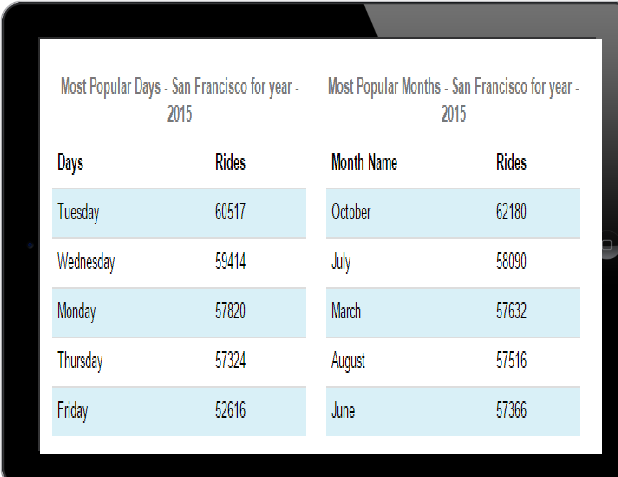 Most Popular Days - San Francisco for year -
2015
Days Rides
Tuesday 60517
Wednesday 59414
Monday 57820
Thursday 57324
Friday 52616
Most Popular Months - San Francisco for year -
2015
Month Name Rides
October 62180
July 58090
March 57632
August 57516
June 57366